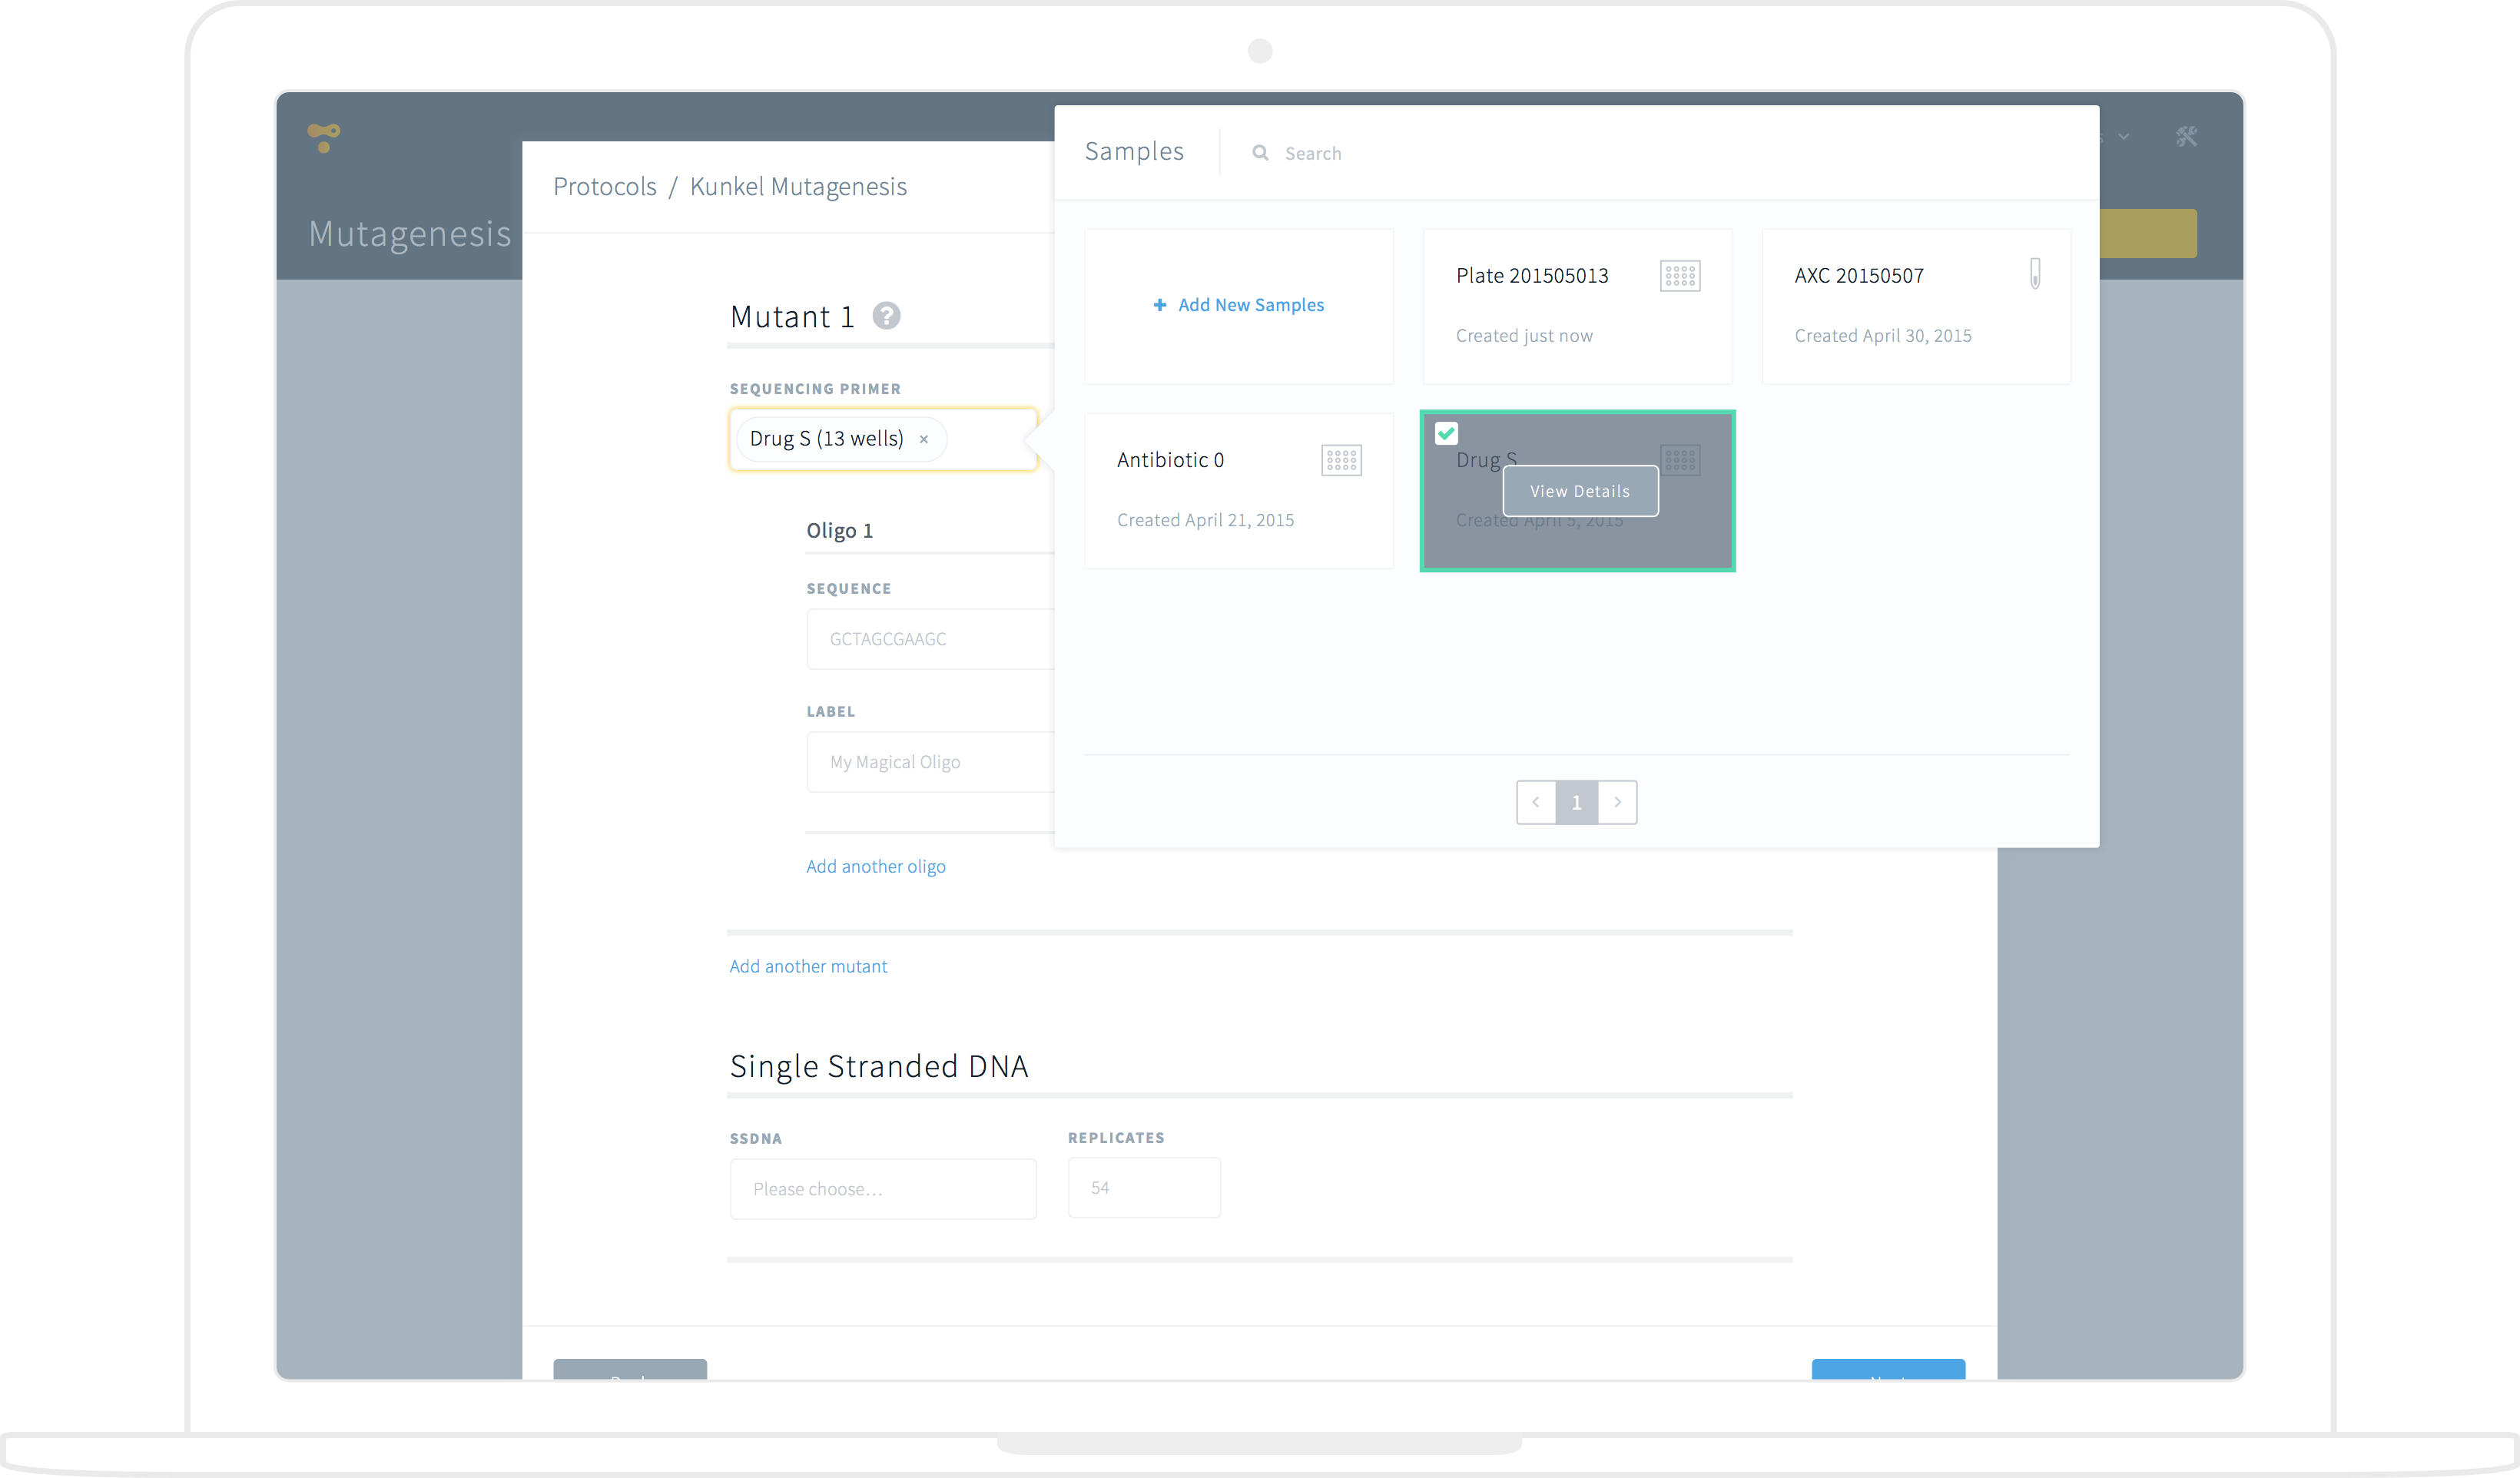 Mutagenesis
Protocols / Kunkel Mutagenesis
Mutant 1 ?
SEQUENCING PRIMER
Drug S (13 wells) ×
Oligo 1
SEQUENCE
GCTAGCGAAGC
LABEL
My Magical Oligo
Add another oligo
Add another mutant
Single Stranded DNA
SSDNA
REPLICATES
Please choose...
54
Samples
Search
+ Add New Samples
Plate 201505013
Created just now
AXC 20150507
Created April 30, 2015
Antibiotic 0
Created April 21, 2015
Drug S
View Details
Created April 5, 2015
< 1 >